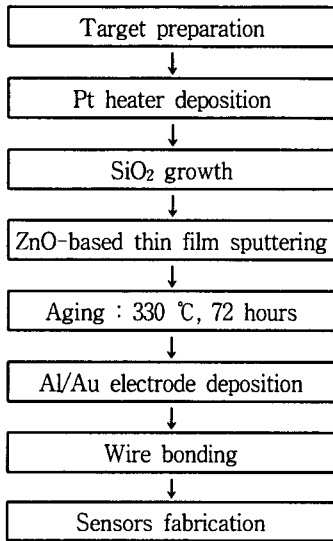 Target preparation
Pt heater deposition
SiO₂ growth
ZnO-based thin film sputtering
Aging : 330 ℃, 72 hours
Al/Au electrode deposition
Wire bonding
Sensors fabrication